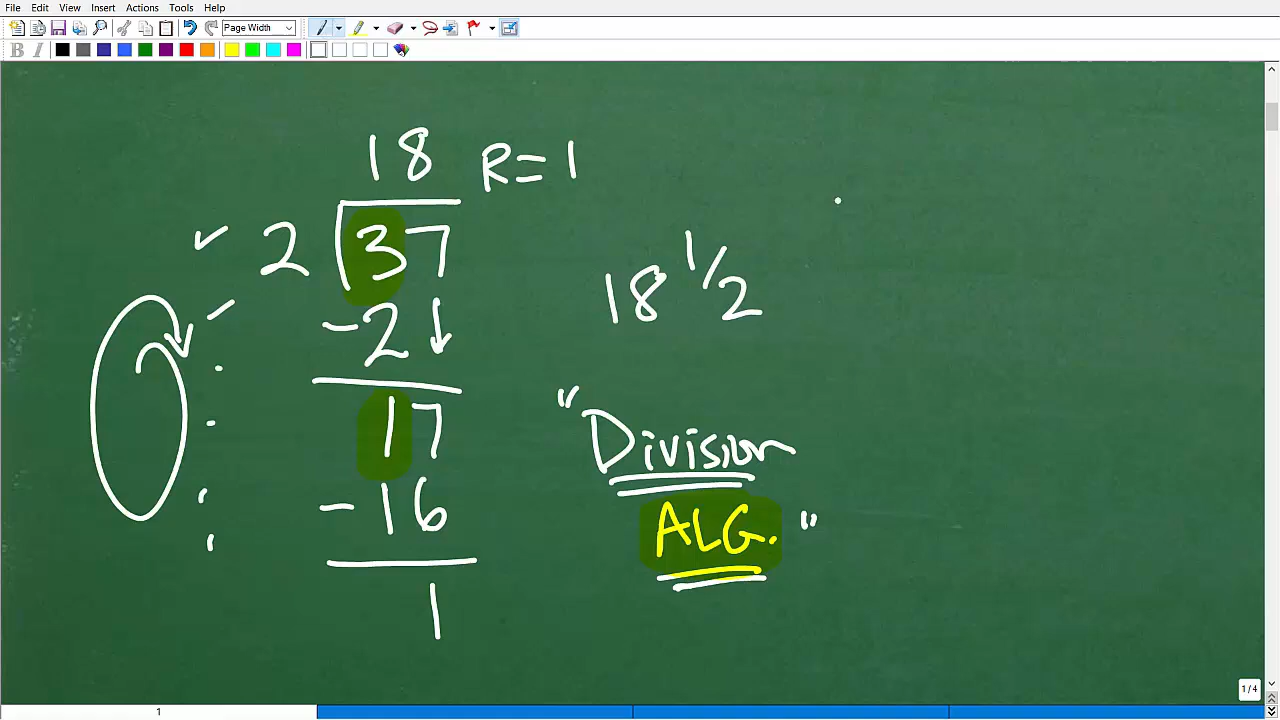 File Edit View Insert Actions Tools Help
Page Width
B I
18 R=1
2 37
-2
17
-16
1
18 1/2
"Division
ALG."
1/4
1